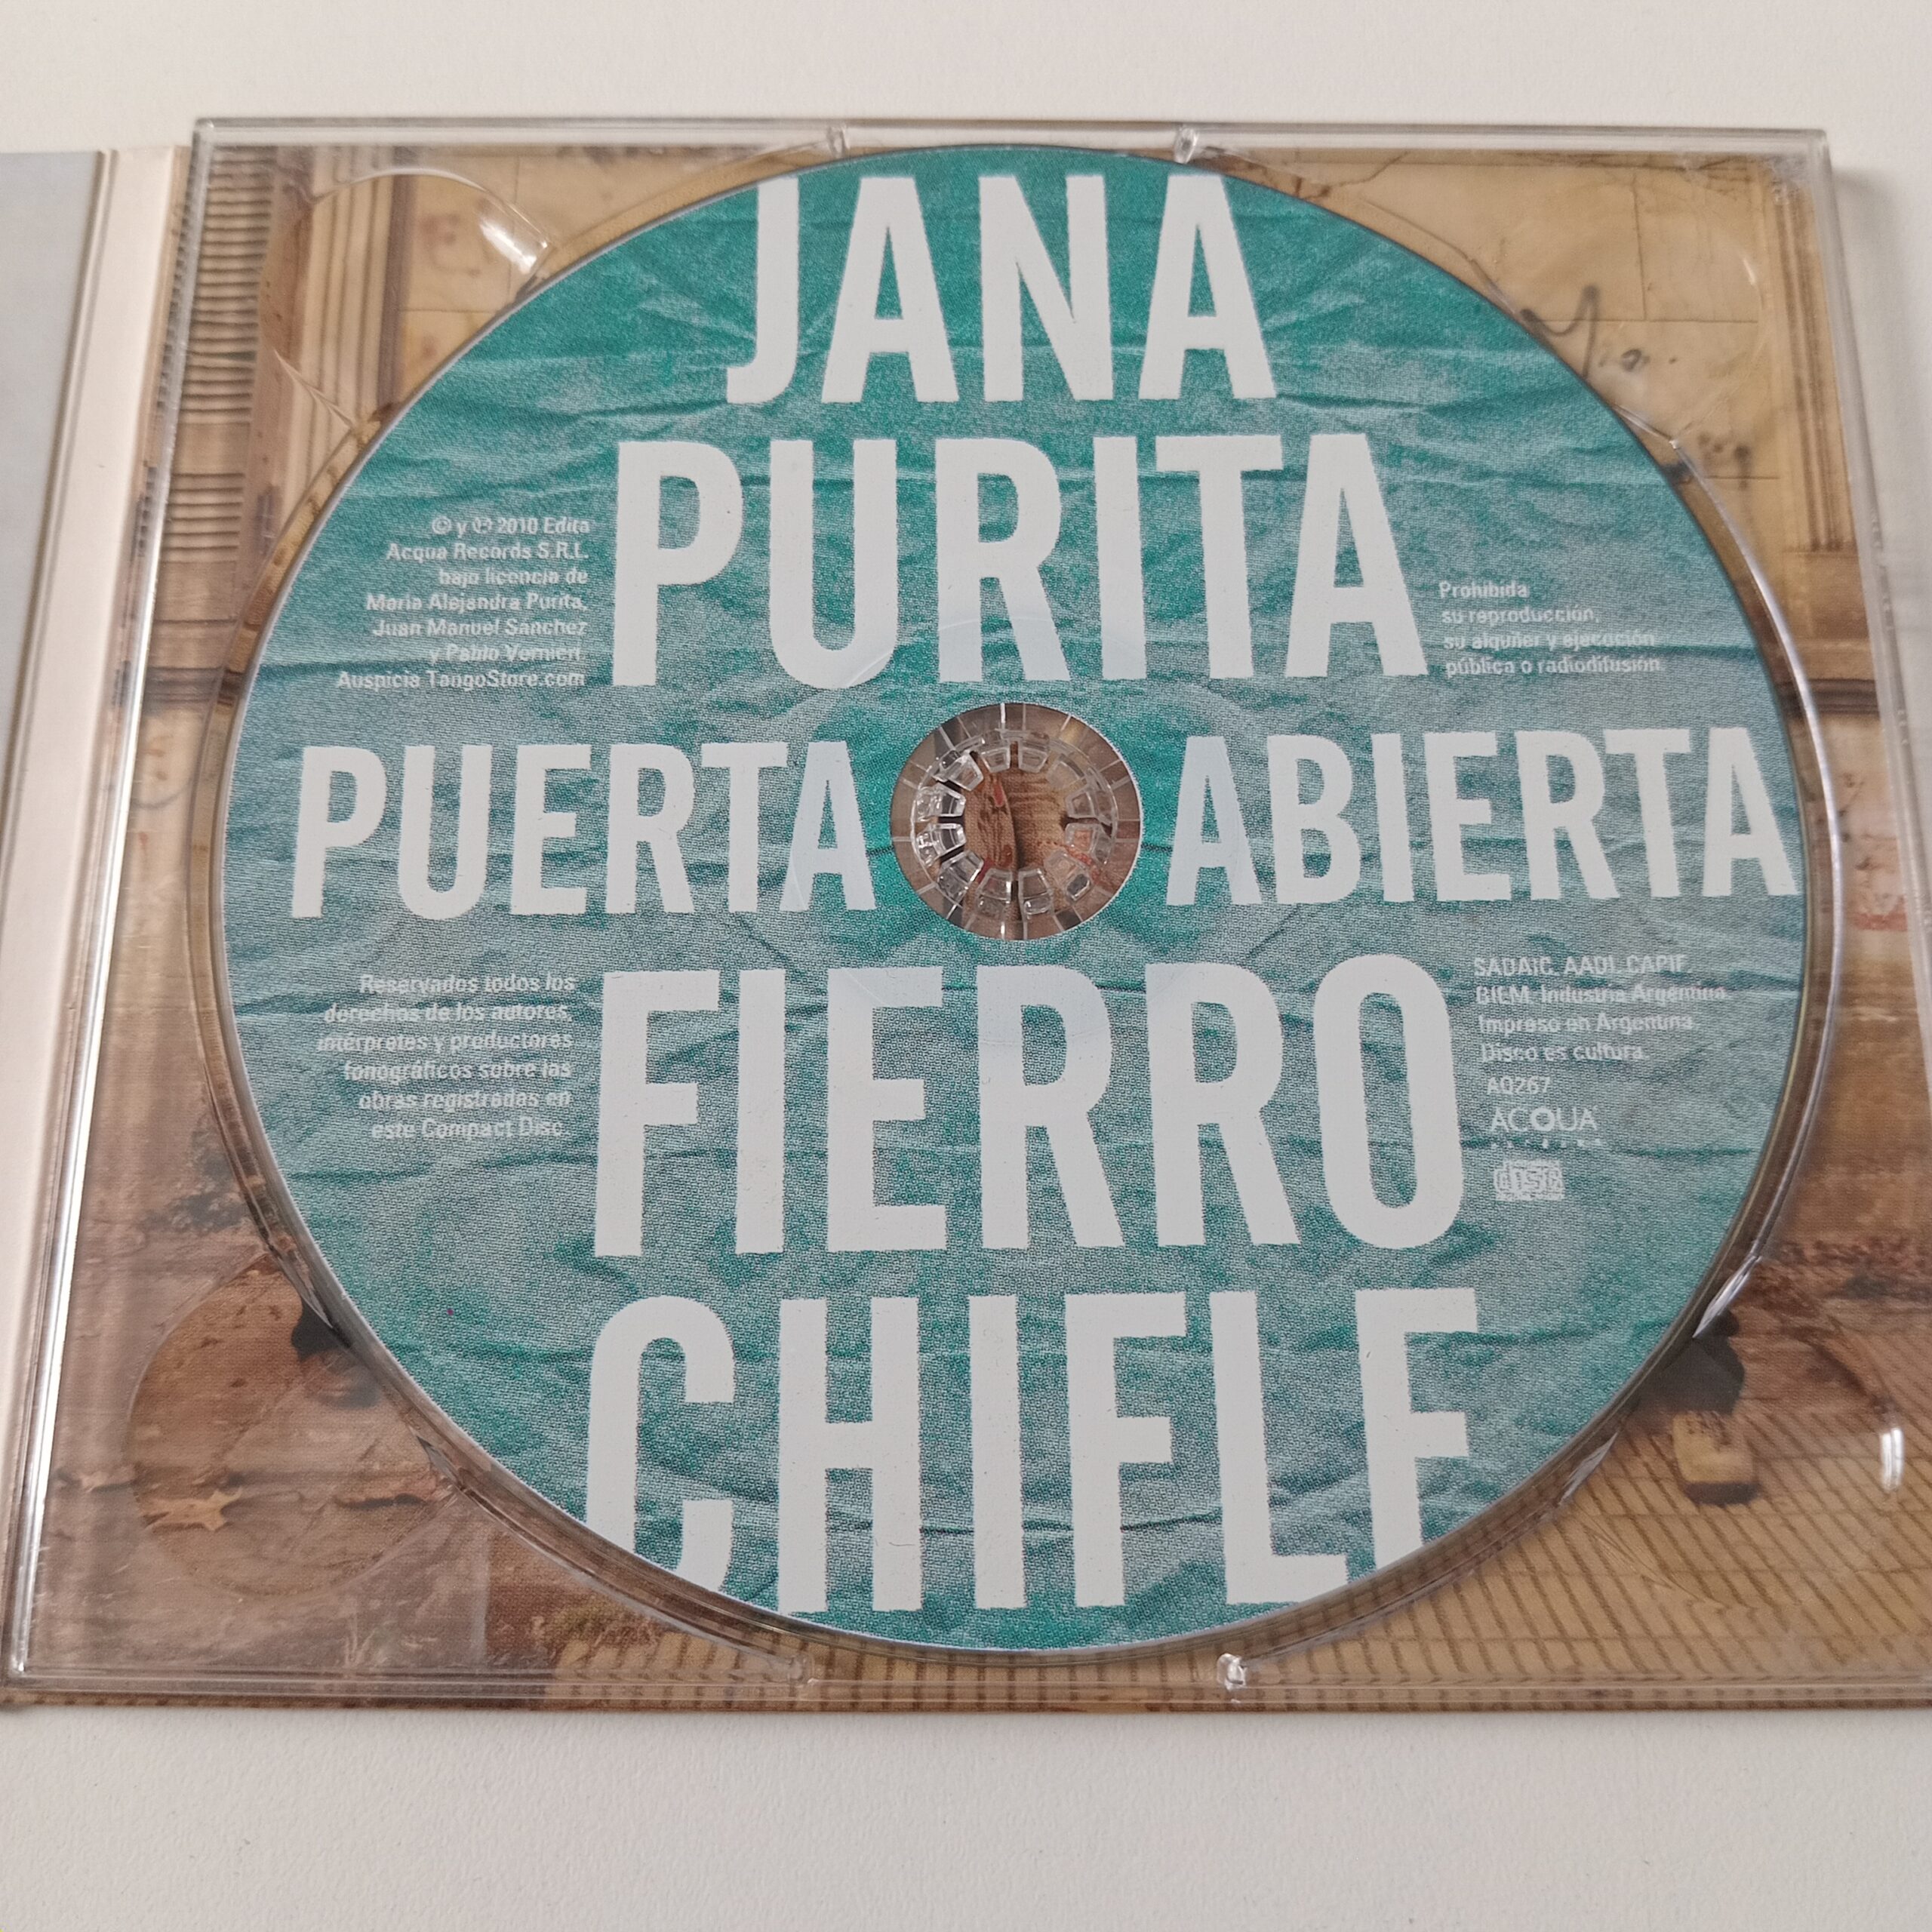 JANA
PURITA
© y ℗ 2010 Edita
Acqua Records S.R.L.
bajo licencia de
María Alejandra Purita,
Juan Manuel Sánchez
y Pablo Vernieri.
Auspicia TangoStore.com
Prohibida
su reproducción,
su alquiler y ejecución
pública o radiodifusión.
PUERTA ABIERTA
FIERRO
CHIFLE
Reservados todos los
derechos de los autores,
intérpretes y productores
fonográficos sobre las
obras registradas en
este Compact Disc.
SADAIC. AADI. CAPIF.
BIEM. Industria Argentina.
Impreso en Argentina.
Disco es cultura.
AQ267
ACQUA
disc